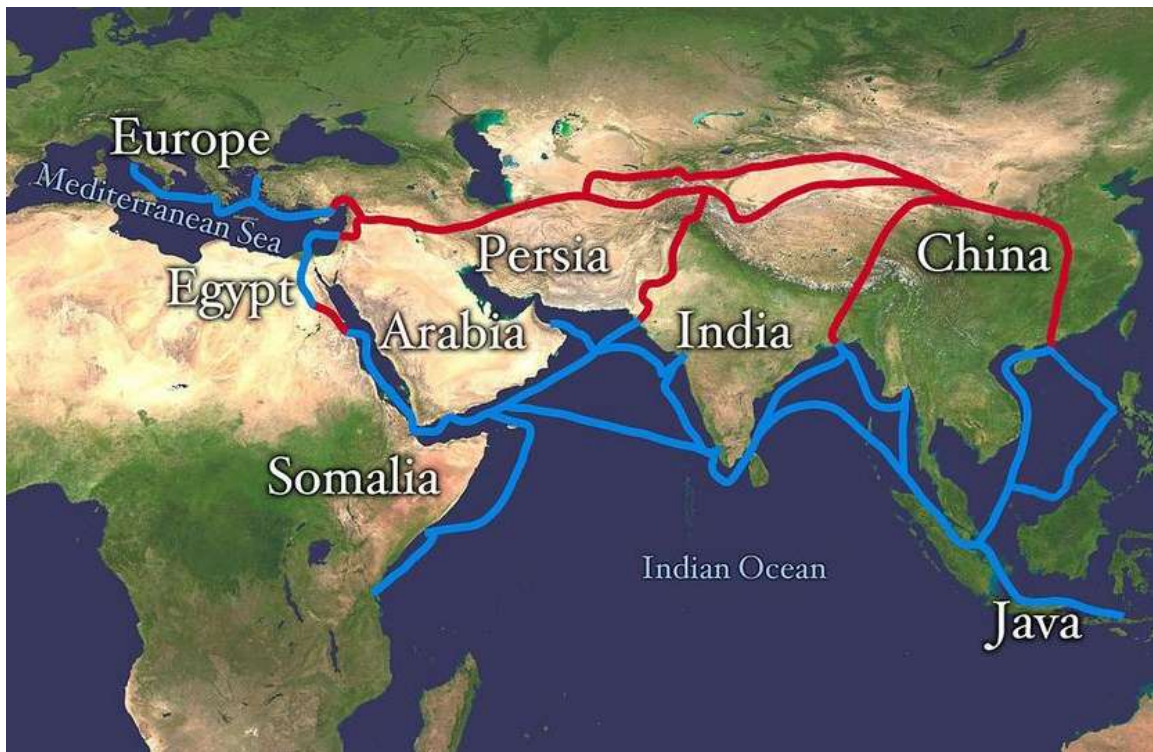 Europe
Mediterranean Sea
Egypt
Persia
Arabia
India
China
Somalia
Indian Ocean
Java